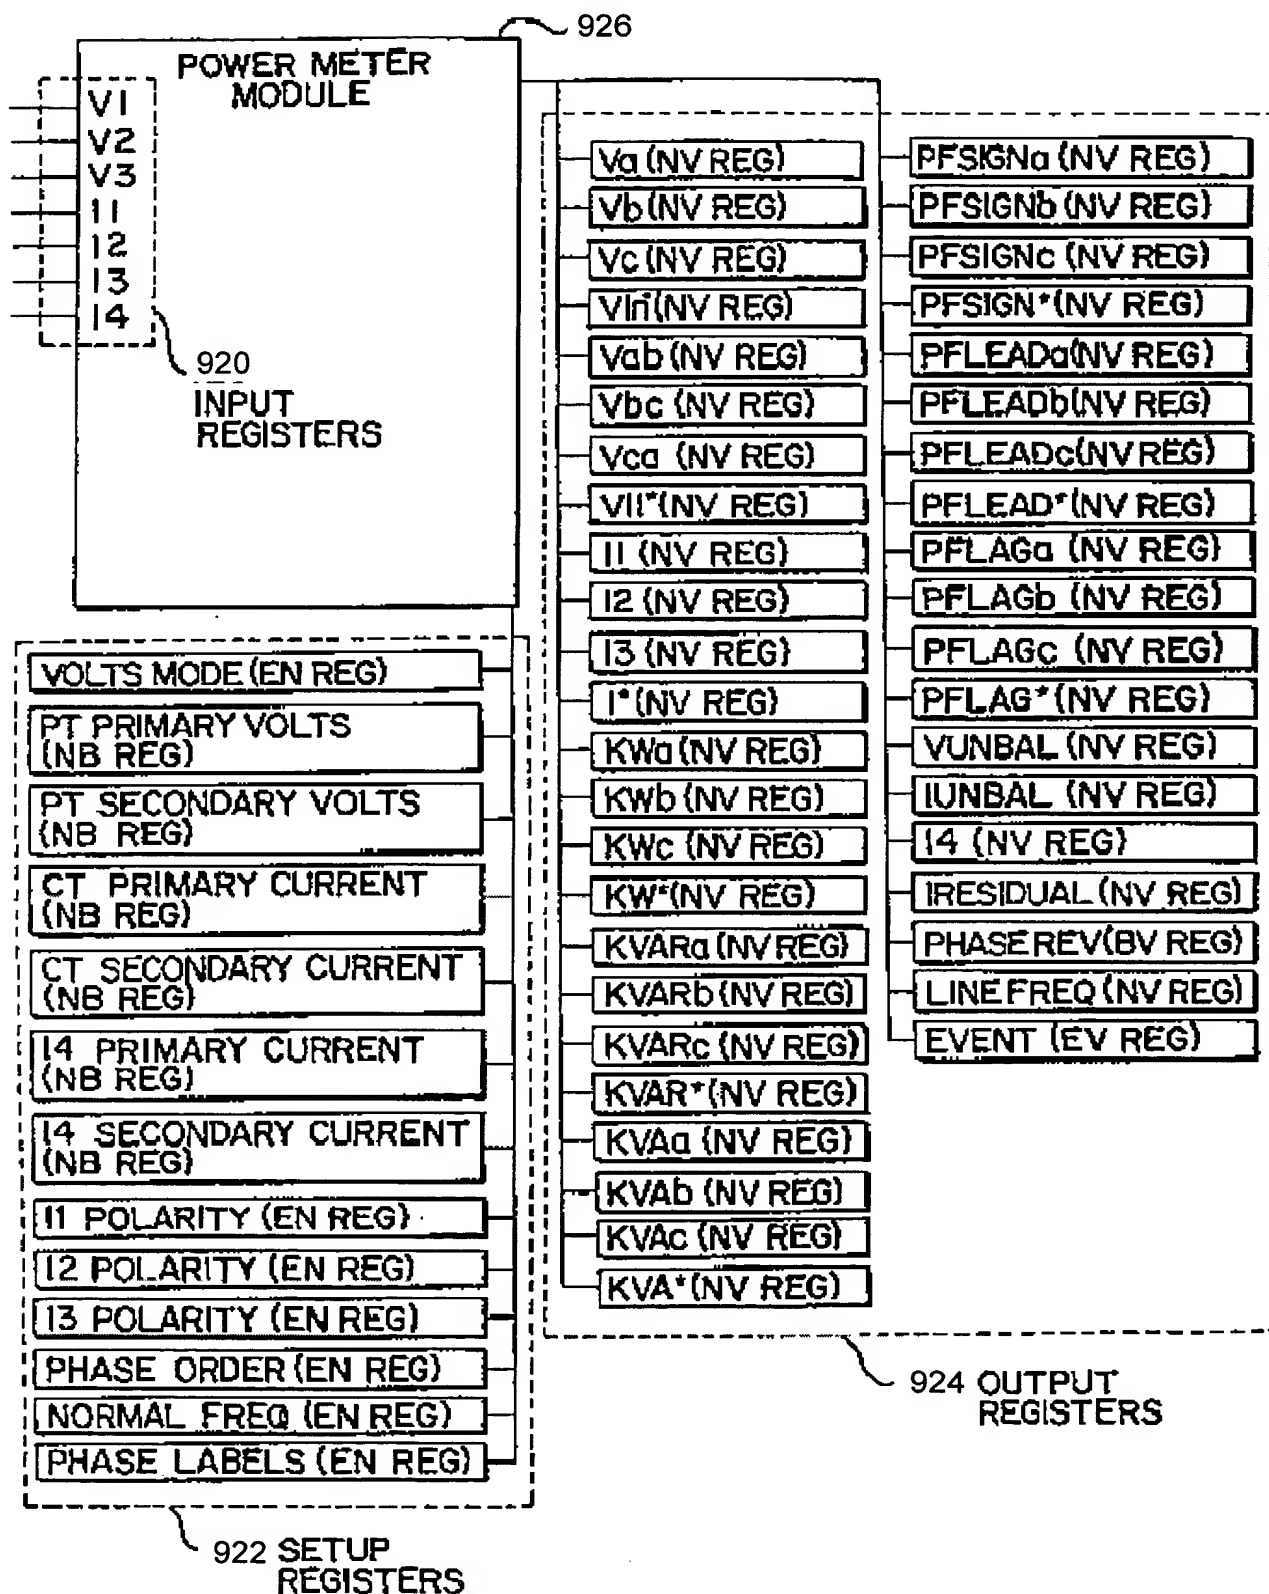 926
POWER METER
MODULE
V1
V2
V3
I1
I2
I3
I4
920
INPUT
REGISTERS
VOLTS MODE (EN REG)
PT PRIMARY VOLTS
(NB REG)
PT SECONDARY VOLTS
(NB REG)
CT PRIMARY CURRENT
(NB REG)
CT SECONDARY CURRENT
(NB REG)
I4 PRIMARY CURRENT
(NB REG)
I4 SECONDARY CURRENT
(NB REG)
I1 POLARITY (EN REG)
I2 POLARITY (EN REG)
I3 POLARITY (EN REG)
PHASE ORDER (EN REG)
NORMAL FREQ (EN REG)
PHASE LABELS (EN REG)
922 SETUP
REGISTERS
Va (NV REG)
Vb (NV REG)
Vc (NV REG)
Vln (NV REG)
Vab (NV REG)
Vbc (NV REG)
Vca (NV REG)
Vll* (NV REG)
I1 (NV REG)
I2 (NV REG)
I3 (NV REG)
I* (NV REG)
KWa (NV REG)
KWb (NV REG)
KWc (NV REG)
KW* (NV REG)
KVARa (NV REG)
KVARb (NV REG)
KVARc (NV REG)
KVAR* (NV REG)
KVAa (NV REG)
KVAb (NV REG)
KVAc (NV REG)
KVA* (NV REG)
PFSIGNa (NV REG)
PFSIGNb (NV REG)
PFSIGNc (NV REG)
PFSIGN* (NV REG)
PFLEADa (NV REG)
PFLEADb (NV REG)
PFLEADc (NV REG)
PFLEAD* (NV REG)
PFLAGa (NV REG)
PFLAGb (NV REG)
PFLAGc (NV REG)
PFLAG* (NV REG)
VUNBAL (NV REG)
IUNBAL (NV REG)
I4 (NV REG)
IRESIDUAL (NV REG)
PHASE REV (BV REG)
LINE FREQ (NV REG)
EVENT (EV REG)
924 OUTPUT
REGISTERS